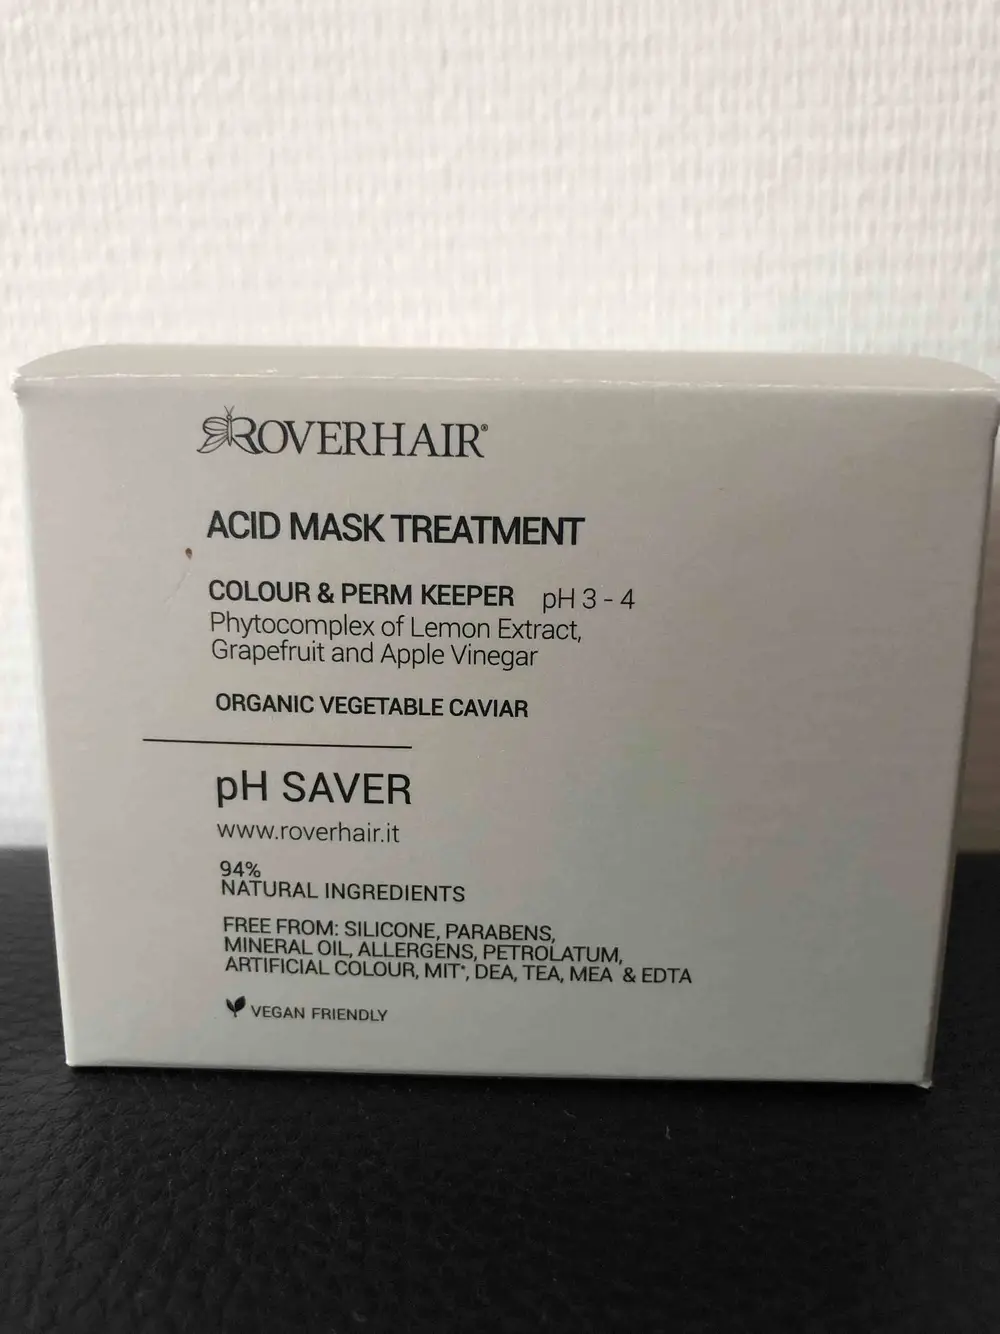 ROVERHAIR®
ACID MASK TREATMENT
COLOUR & PERM KEEPER pH 3 - 4
Phytocomplex of Lemon Extract,
Grapefruit and Apple Vinegar
ORGANIC VEGETABLE CAVIAR
pH SAVER
www.roverhair.it
94%
NATURAL INGREDIENTS
FREE FROM: SILICONE, PARABENS,
MINERAL OIL, ALLERGENS, PETROLATUM,
ARTIFICIAL COLOUR, MIT*, DEA, TEA, MEA & EDTA
VEGAN FRIENDLY